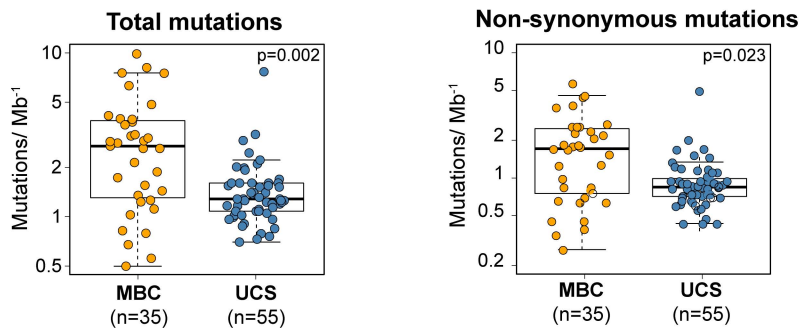 Total mutations
Mutations/ Mb-1
10
5
2
1
0.5
p=0.002
MBC
UCS
(n=35)
(n=55)
Non-synonymous mutations
Mutations/ Mb-1
10
5
2
1
0.5
0.2
p=0.023
MBC
UCS
(n=35)
(n=55)